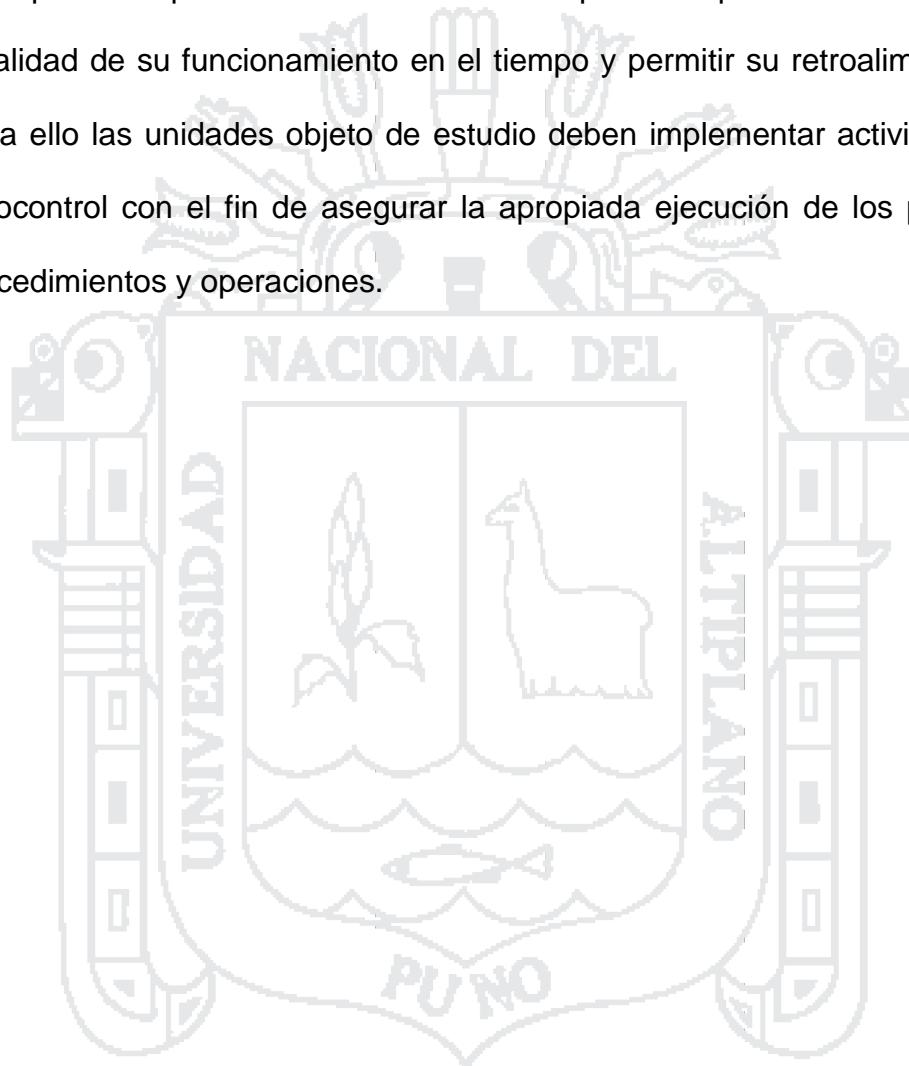 alidad de su funcionamiento en el tiempo y permitir su retroalim
a ello las unidades objeto de estudio deben implementar activi
ocontrol con el fin de asegurar la apropiada ejecución de los p
cedimientos y operaciones.
NACIONAL DEL
UNIVERSIDAD
ALTIPLANO
PUNO